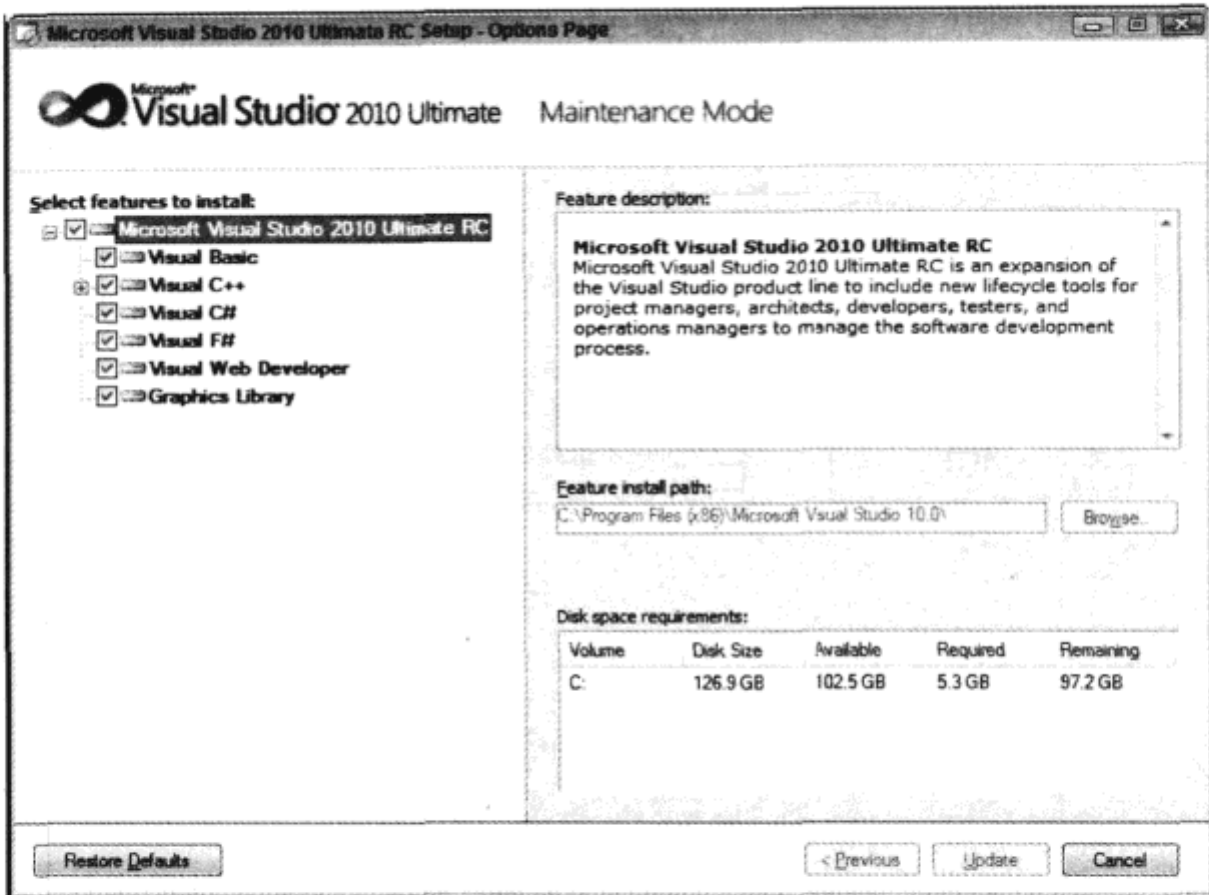 Microsoft Visual Studio 2010 Ultimate RC Setup - Options Page
Microsoft®
Visual Studio 2010 Ultimate
Maintenance Mode
Select features to install:
Microsoft Visual Studio 2010 Ultimate RC
Visual Basic
Visual C++
Visual C#
Visual F#
Visual Web Developer
Graphics Library
Feature description:
Microsoft Visual Studio 2010 Ultimate RC
Microsoft Visual Studio 2010 Ultimate RC is an expansion of
the Visual Studio product line to include new lifecycle tools for
project managers, architects, developers, testers, and
operations managers to manage the software development
process.
Feature install path:
C:\Program Files (x86)\Microsoft Visual Studio 10.0\
Browse...
Disk space requirements:
Volume Disk Size Available Required Remaining
C: 126.9 GB 102.5 GB 5.3 GB 97.2 GB
Restore Defaults
< Previous
Update
Cancel